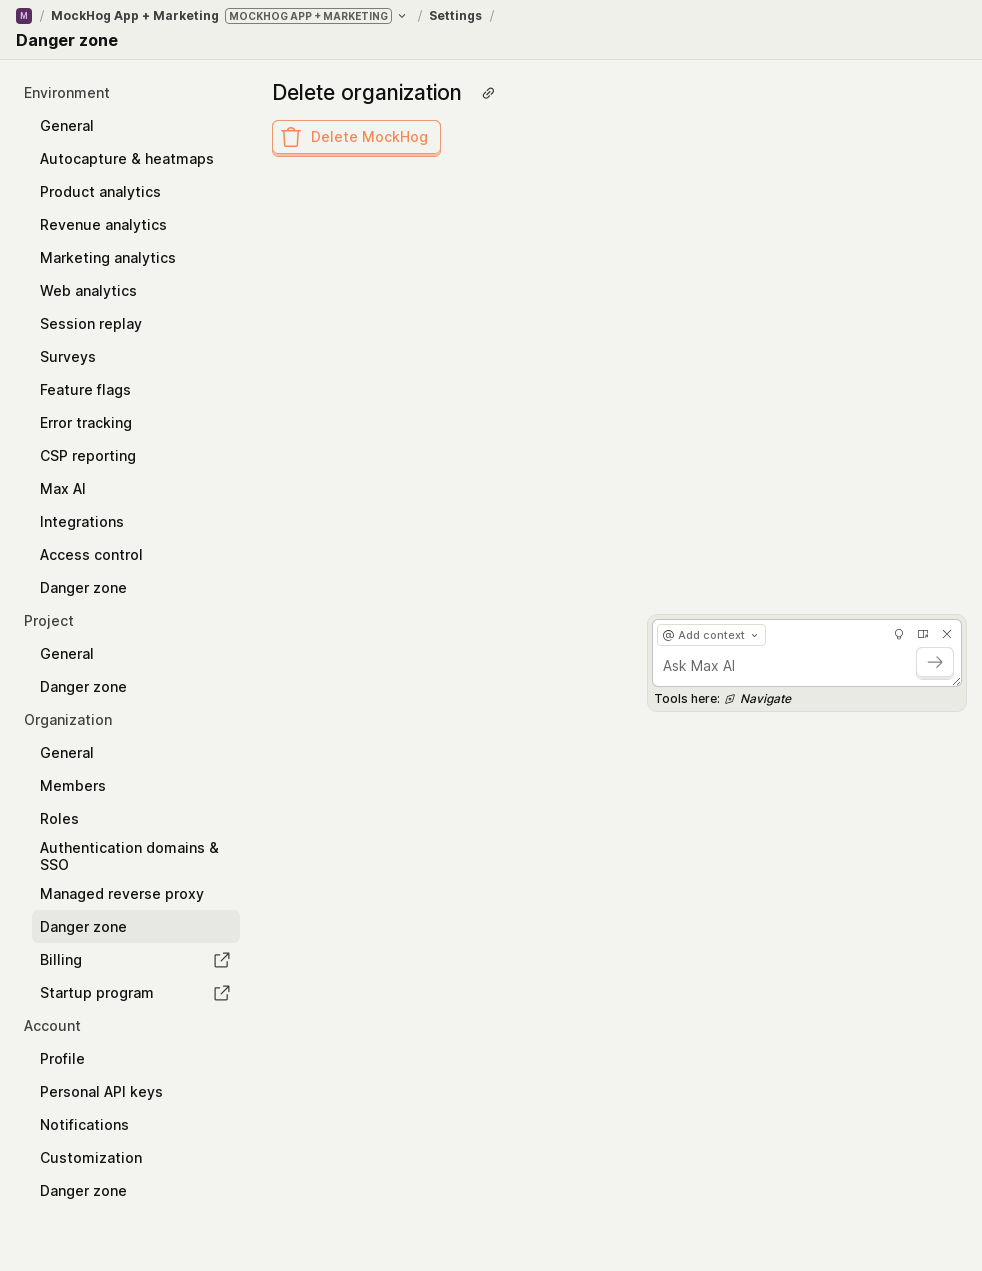 M / MockHog App + Marketing MOCKHOG APP + MARKETING / Settings /
Danger zone
Environment
General
Autocapture & heatmaps
Product analytics
Revenue analytics
Marketing analytics
Web analytics
Session replay
Surveys
Feature flags
Error tracking
CSP reporting
Max AI
Integrations
Access control
Danger zone
Project
General
Danger zone
Organization
General
Members
Roles
Authentication domains &
SSO
Managed reverse proxy
Danger zone
Billing
Startup program
Account
Profile
Personal API keys
Notifications
Customization
Danger zone
Delete organization
Delete MockHog
@ Add context
Ask Max AI
Tools here: Navigate